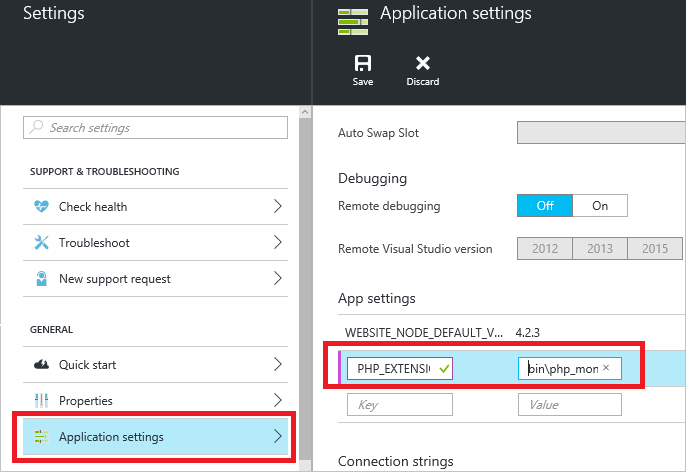 Settings
Search settings
SUPPORT & TROUBLESHOOTING
Check health
Troubleshoot
New support request
GENERAL
Quick start
Properties
Application settings
Application settings
Save Discard
Auto Swap Slot
Debugging
Remote debugging Off On
Remote Visual Studio version 2012 2013 2015
App settings
WEBSITE_NODE_DEFAULT_V... 4.2.3
PHP_EXTENSI bin\php_mon
Key Value
Connection strings